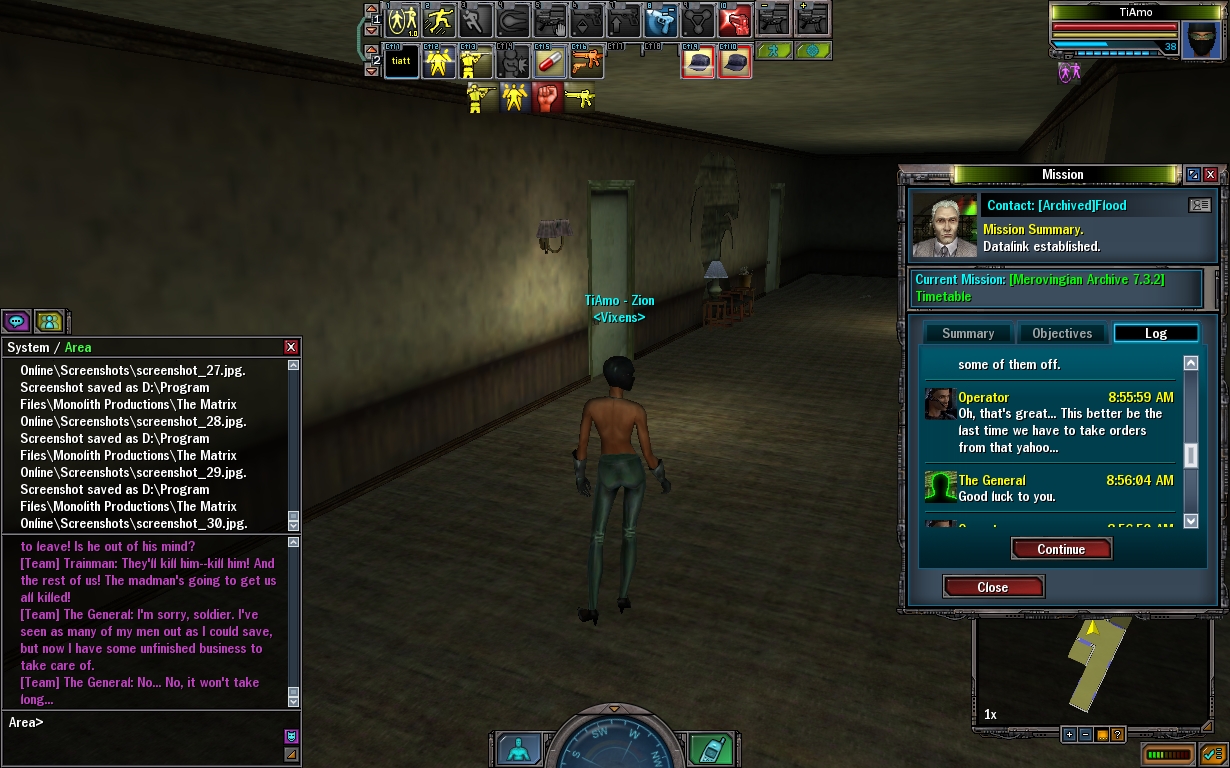 1
1.0
TiAmo
2
tiatt
38
Mission
Contact: [Archived]Flood
Mission Summary.
Datalink established.
Current Mission: [Merovingian Archive 7.3.2]
Timetable
Summary
Objectives
Log
some of them off.
Operator 8:55:59 AM
Oh, that's great... This better be the
last time we have to take orders
from that yahoo...
The General 8:56:04 AM
Good luck to you.
Continue
Close
TiAmo - Zion
<Vixens>
System / Area
Online\Screenshots\screenshot_27.jpg.
Screenshot saved as D:\Program
Files\Monolith Productions\The Matrix
Online\Screenshots\screenshot_28.jpg.
Screenshot saved as D:\Program
Files\Monolith Productions\The Matrix
Online\Screenshots\screenshot_29.jpg.
Screenshot saved as D:\Program
Files\Monolith Productions\The Matrix
Online\Screenshots\screenshot_30.jpg.
to leave! Is he out of his mind?
[Team] Trainman: They'll kill him--kill him! And
the rest of us! The madman's going to get us
all killed!
[Team] The General: I'm sorry, soldier. I've
seen as many of my men out as I could save,
but now I have some unfinished business to
take care of.
[Team] The General: No... No, it won't take
long...
Area>
1x
S
SW
W
NW